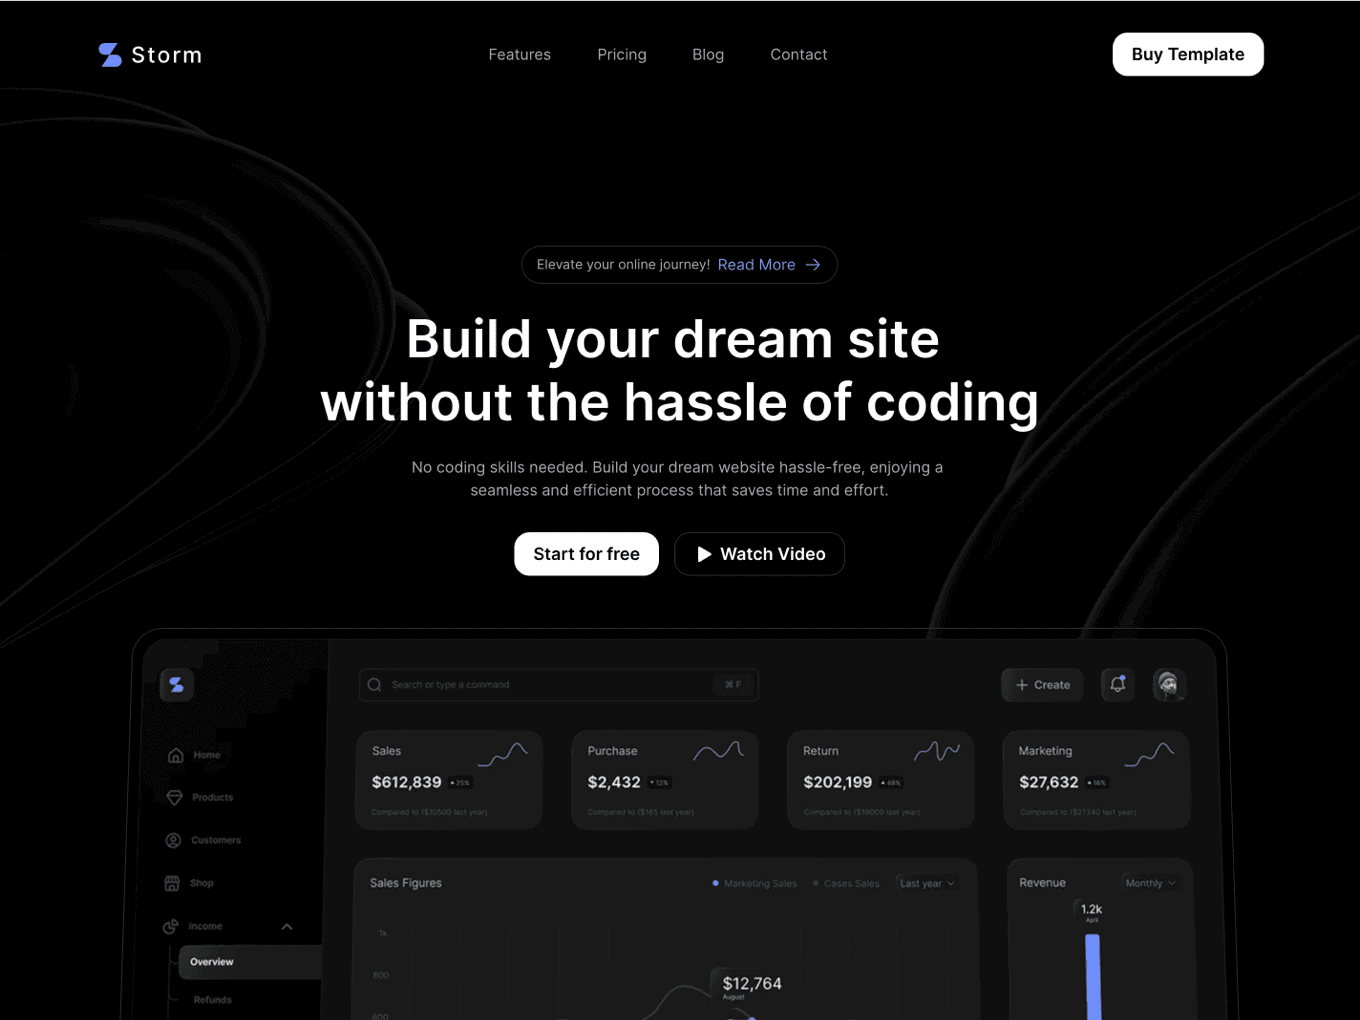 Storm
Features
Pricing
Blog
Contact
Buy Template
Elevate your online journey! Read More
Build your dream site
without the hassle of coding
No coding skills needed. Build your dream website hassle-free, enjoying a
seamless and efficient process that saves time and effort.
Start for free
Watch Video
Search or type a command
⌘ F
Create
Home
Products
Customers
Shop
Income
Overview
Refunds
Sales
$612,839
25%
Compared to ($10500 last year)
Purchase
$2,432
12%
Compared to ($165 last year)
Return
$202,199
48%
Compared to ($19000 last year)
Marketing
$27,632
16%
Compared to ($21340 last year)
Sales Figures
Marketing Sales
Cases Sales
Last year
1k
800
600
$12,764
August
Revenue
Monthly
1.2k
April